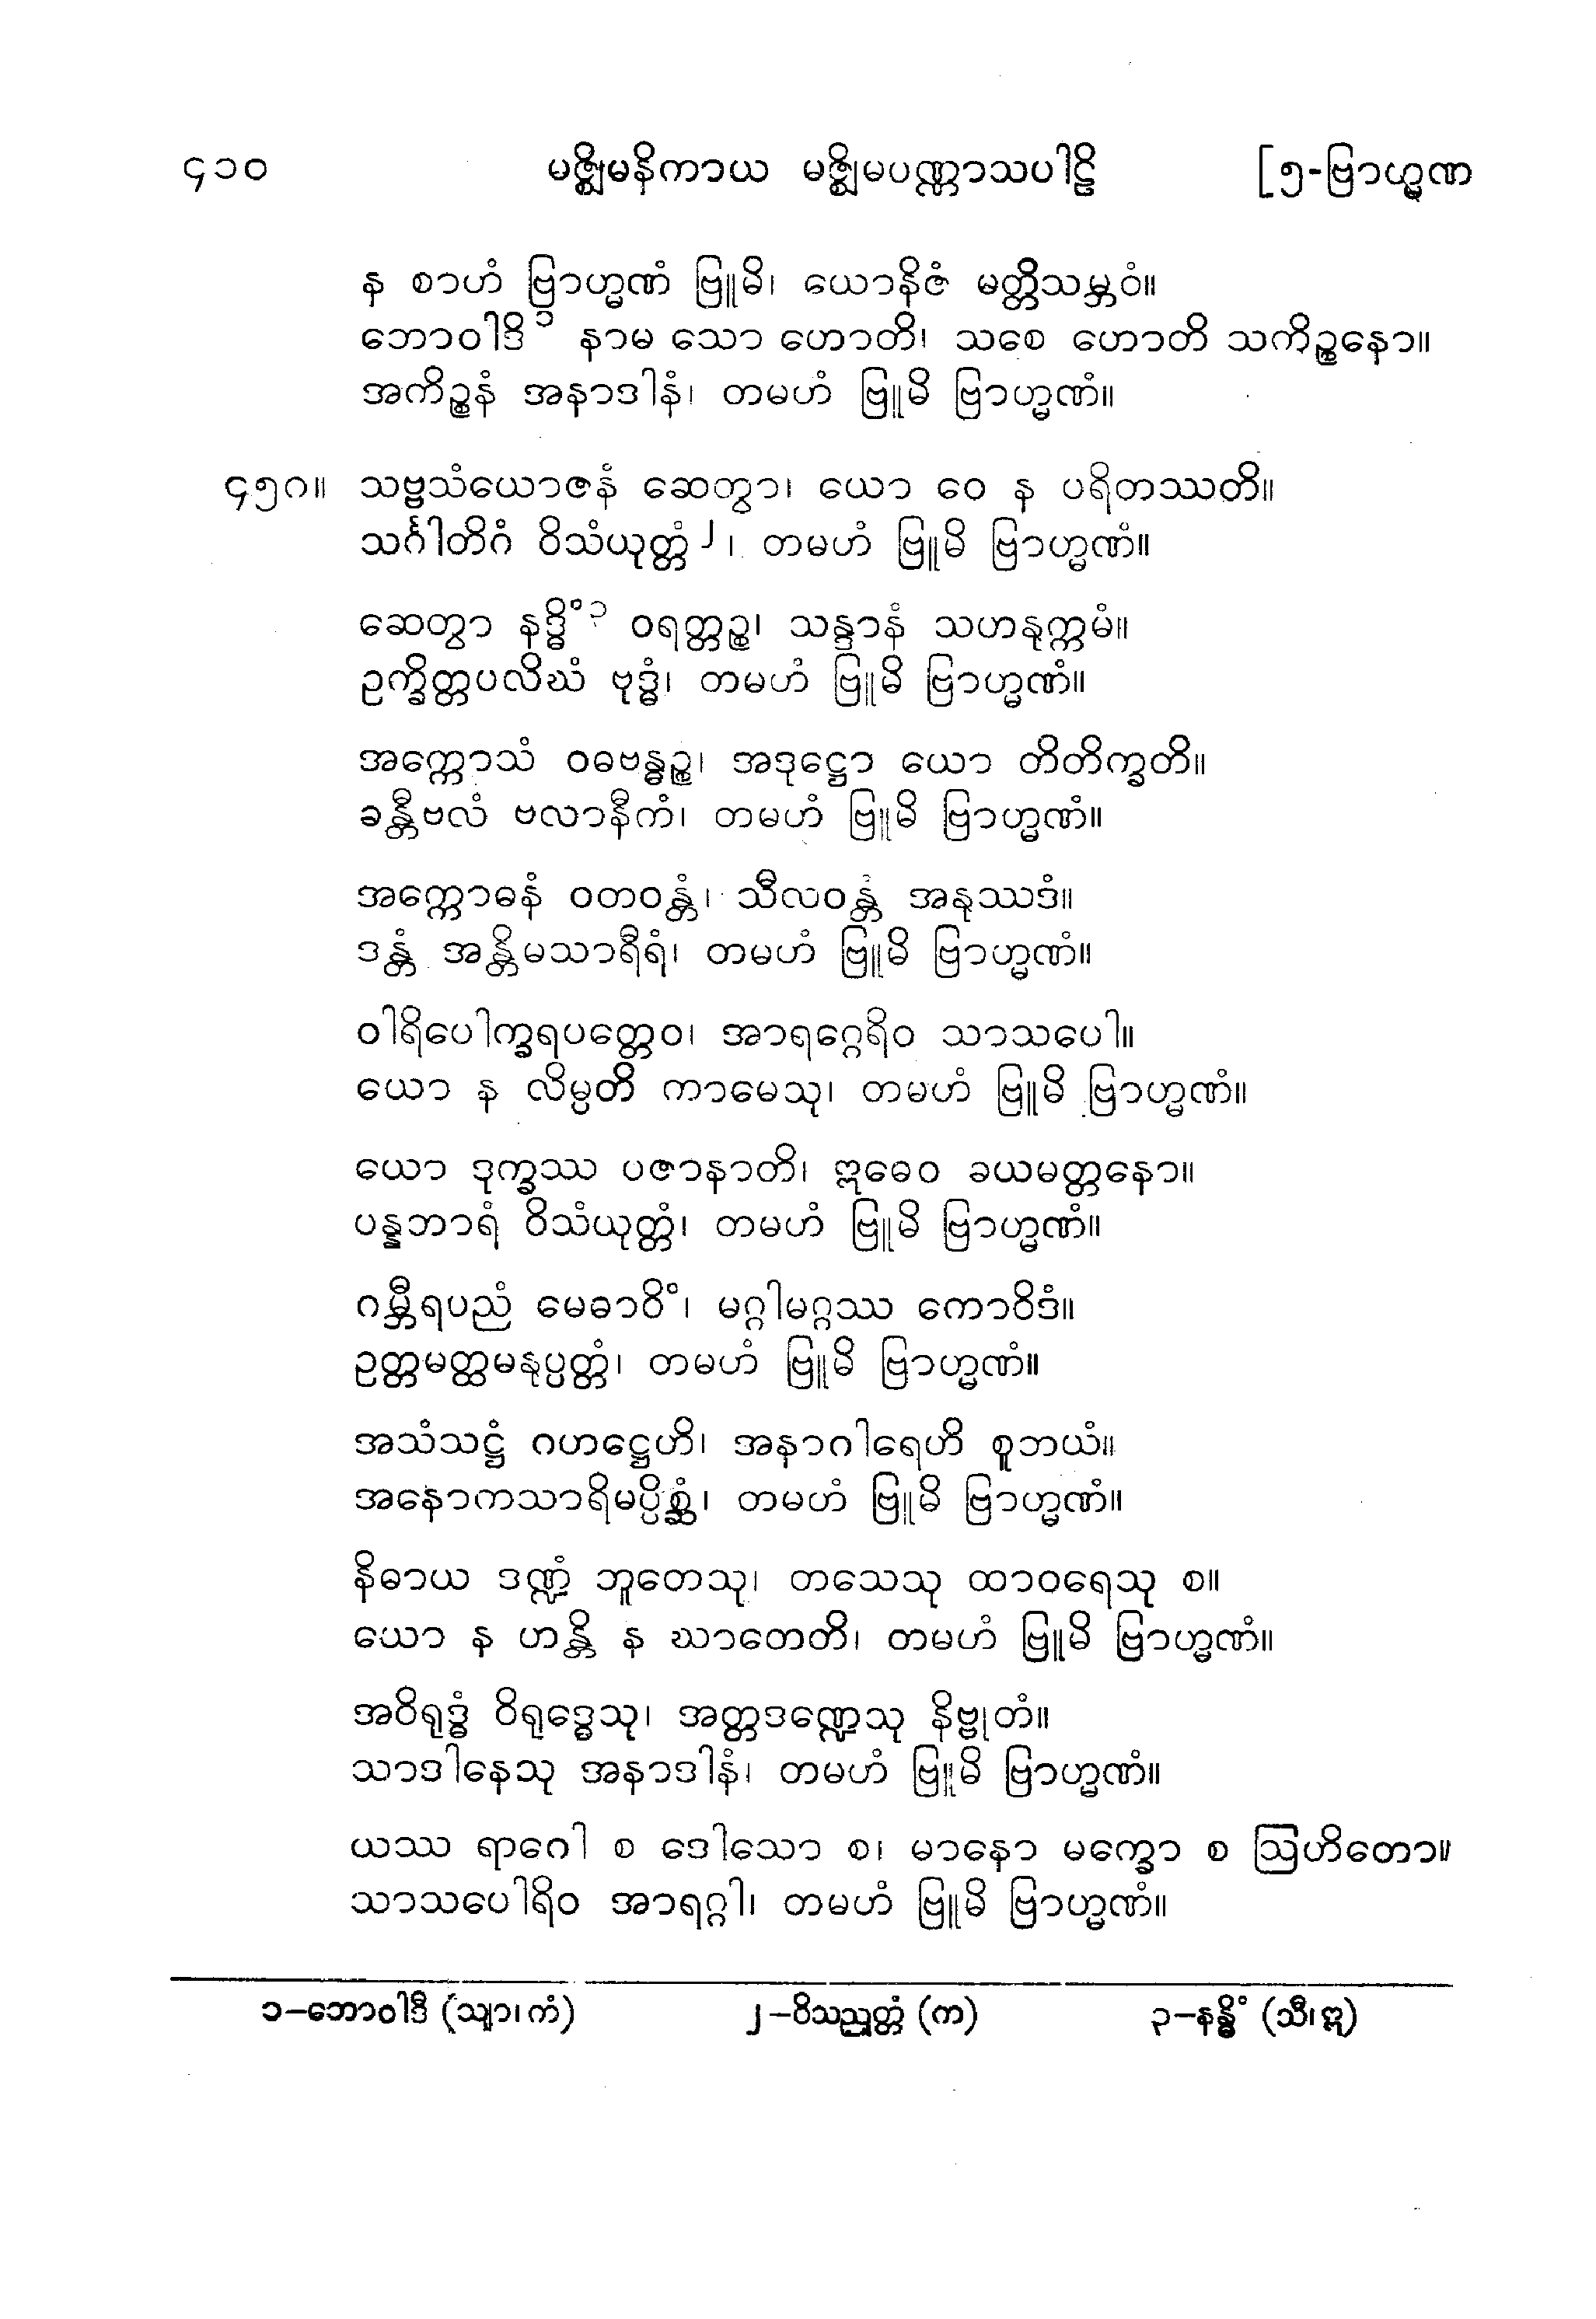 ၄၁၀ မဇ္ဈိမနိကာယ မဇ္ဈိမပဏ္ဏာသပါဠိ [၅-ဗြာဟ္မဏ
န စာဟံ ဗြာဟ္မဏံ ဗြူမိ၊ ယောနိဇံ မတ္တိသမ္ဘဝံ။
ဘောဝါဒိ၁ နာမ သော ဟောတိ၊ သစေ ဟောတိ သကိဉ္စနော။
အကိဉ္စနံ အနာဒါနံ၊ တမဟံ ဗြူမိ ဗြာဟ္မဏံ။
၄၅၇။ သဗ္ဗသံယောဇနံ ဆေတွာ၊ ယော ဝေ န ပရိတဿတိ။
သင်္ဂါတိဂံ ဝိသံယုတ္တံ၂၊ တမဟံ ဗြူမိ ဗြာဟ္မဏံ။
ဆေတွာ နဒ္ဓိံ၃ ဝရတ္တဉ္စ၊ သန္ဒာနံ သဟနုက္ကမံ။
ဥက္ခိတ္တပလိဃံ ဗုဒ္ဓံ၊ တမဟံ ဗြူမိ ဗြာဟ္မဏံ။
အက္ကောသံ ဝဓဗန္ဓဉ္စ၊ အဒုဋ္ဌော ယော တိတိက္ခတိ။
ခန္တီဗလံ ဗလာနီကံ၊ တမဟံ ဗြူမိ ဗြာဟ္မဏံ။
အက္ကောဓနံ ဝတဝန္တံ၊ သီလဝန္တံ အနုဿဒံ။
ဒန္တံ အန္တိမသာရီရံ၊ တမဟံ ဗြူမိ ဗြာဟ္မဏံ။
ဝါရိပေါက္ခရပတ္တေဝ၊ အာရဂ္ဂေရိဝ သာသပေါ။
ယော န လိမ္ပတိ ကာမေသု၊ တမဟံ ဗြူမိ ဗြာဟ္မဏံ။
ယော ဒုက္ခဿ ပဇာနာတိ၊ ဣဓေဝ ခယမတ္တနော။
ပန္နဘာရံ ဝိသံယုတ္တံ၊ တမဟံ ဗြူမိ ဗြာဟ္မဏံ။
ဂမ္ဘီရပညံ မေဓာဝိံ၊ မဂ္ဂါမဂ္ဂဿ ကောဝိဒံ။
ဥတ္တမတ္ထမနုပ္ပတ္တံ၊ တမဟံ ဗြူမိ ဗြာဟ္မဏံ။
အသံသဋ္ဌံ ဂဟဋ္ဌေဟိ၊ အနာဂါရေဟိ စူဘယံ။
အနောကသာရိမပ္ပိစ္ဆံ၊ တမဟံ ဗြူမိ ဗြာဟ္မဏံ။
နိဓာယ ဒဏ္ဍံ ဘူတေသု၊ တသေသု ထာဝရေသု စ။
ယော န ဟန္တိ န ဃာတေတိ၊ တမဟံ ဗြူမိ ဗြာဟ္မဏံ။
အဝိရုဒ္ဓံ ဝိရုဒ္ဓေသု၊ အတ္တဒဏ္ဍေသု နိဗ္ဗုတံ။
သာဒါနေသု အနာဒါနံ၊ တမဟံ ဗြူမိ ဗြာဟ္မဏံ။
ယဿ ရာဂေါ စ ဒေါသော စ၊ မာနော မက္ခော စ ဩဟိတော။
သာသပေါရိဝ အာရဂ္ဂါ၊ တမဟံ ဗြူမိ ဗြာဟ္မဏံ။
၁–ဘောဝါဒီ (သျာ၊ ကံ) ၂–ဝိသညုတ္တံ (က) ၃–နန္ဓိံ (သီ၊ ဣ)